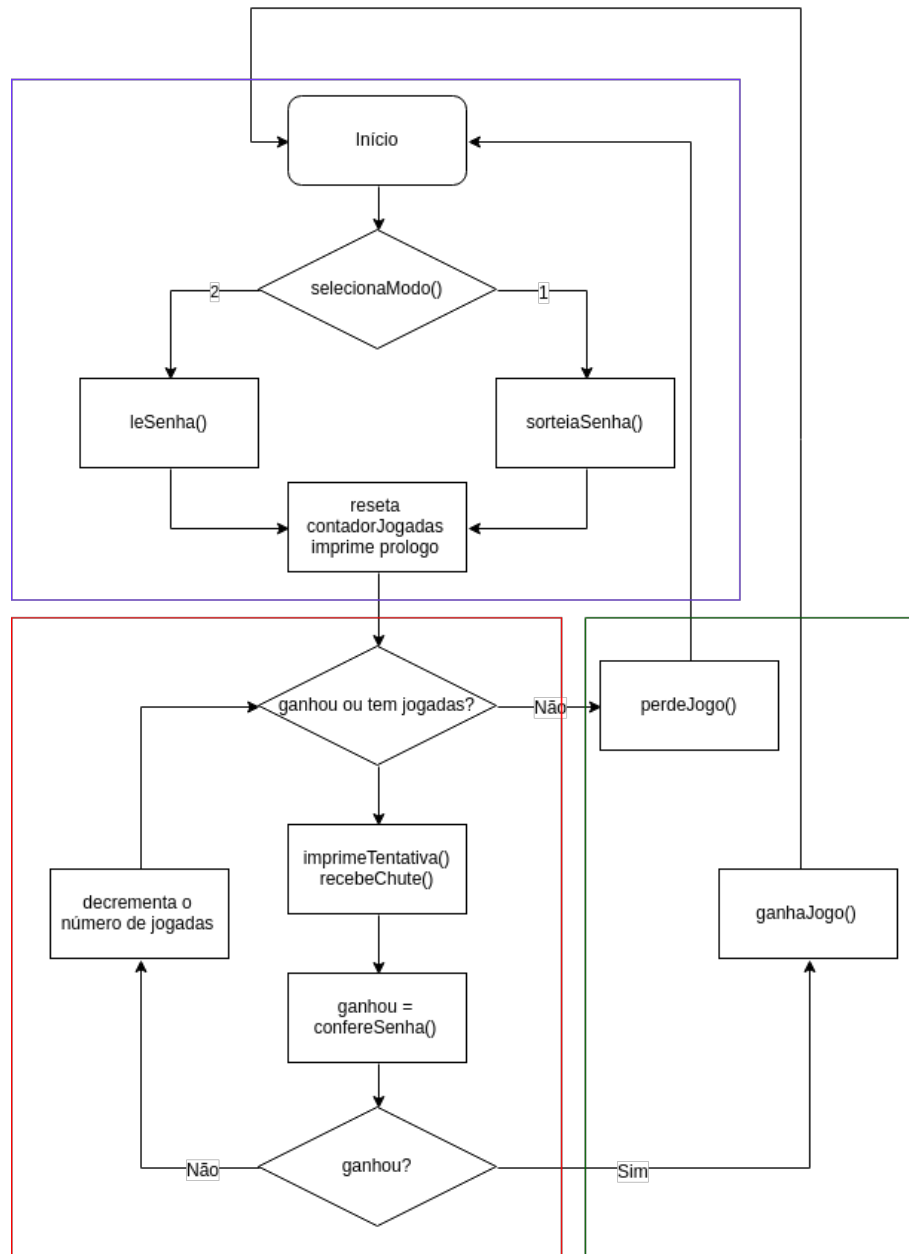 Início
selecionaModo()
2
1
leSenha()
sorteiaSenha()
reseta
contadorJogadas
imprime prologo
ganhou ou tem jogadas?
Não
perdeJogo()
imprimeTentativa()
recebeChute()
decrementa o
número de jogadas
ganhaJogo()
ganhou =
confereSenha()
ganhou?
Não
Sim